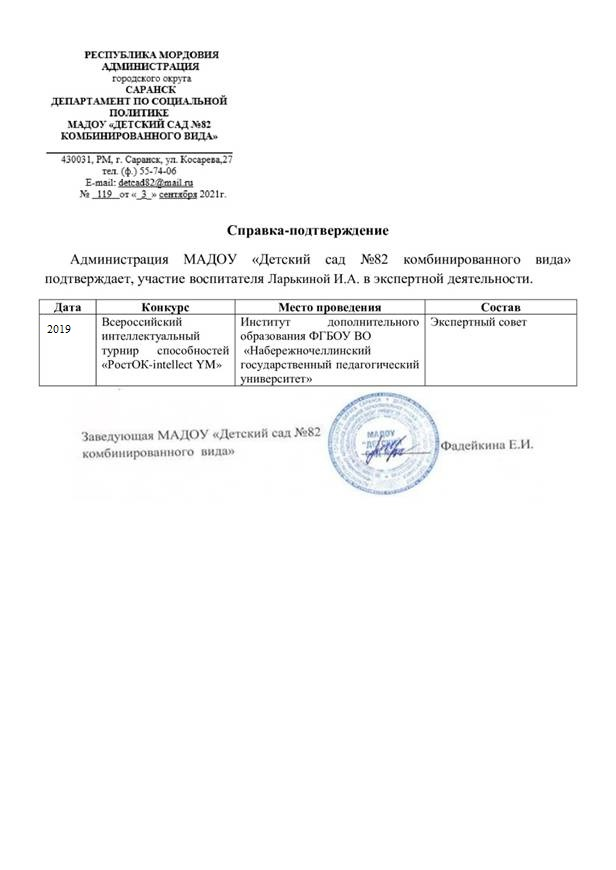 РЕСПУБЛИКА МОРДОВИЯ
АДМИНИСТРАЦИЯ
городского округа
САРАНСК
ДЕПАРТАМЕНТ ПО СОЦИАЛЬНОЙ
ПОЛИТИКЕ
МАДОУ «ДЕТСКИЙ САД №82
КОМБИНИРОВАННОГО ВИДА»
430031, РМ, г. Саранск, ул. Косарева,27
тел. (ф.) 55-74-06
E-mail: detcad82@mail.ru
№ 119 от « 3 » сентября 2021г.
Справка-подтверждение
Администрация МАДОУ «Детский сад №82 комбинированного вида»
подтверждает, участие воспитателя Ларькиной И.А. в экспертной деятельности.
Дата Конкурс Место проведения Состав
2019
Всероссийский
интеллектуальный
турнир способностей
«РостОК-intellect YM»
Институт дополнительного
образования ФГБОУ ВО
«Набережночеллинский
государственный педагогический
университет»
Экспертный совет
Заведующая МАДОУ «Детский сад №82
комбинированного вида»
МАДОУ
"ДЕТСКИЙ
Фадейкина Е.И.